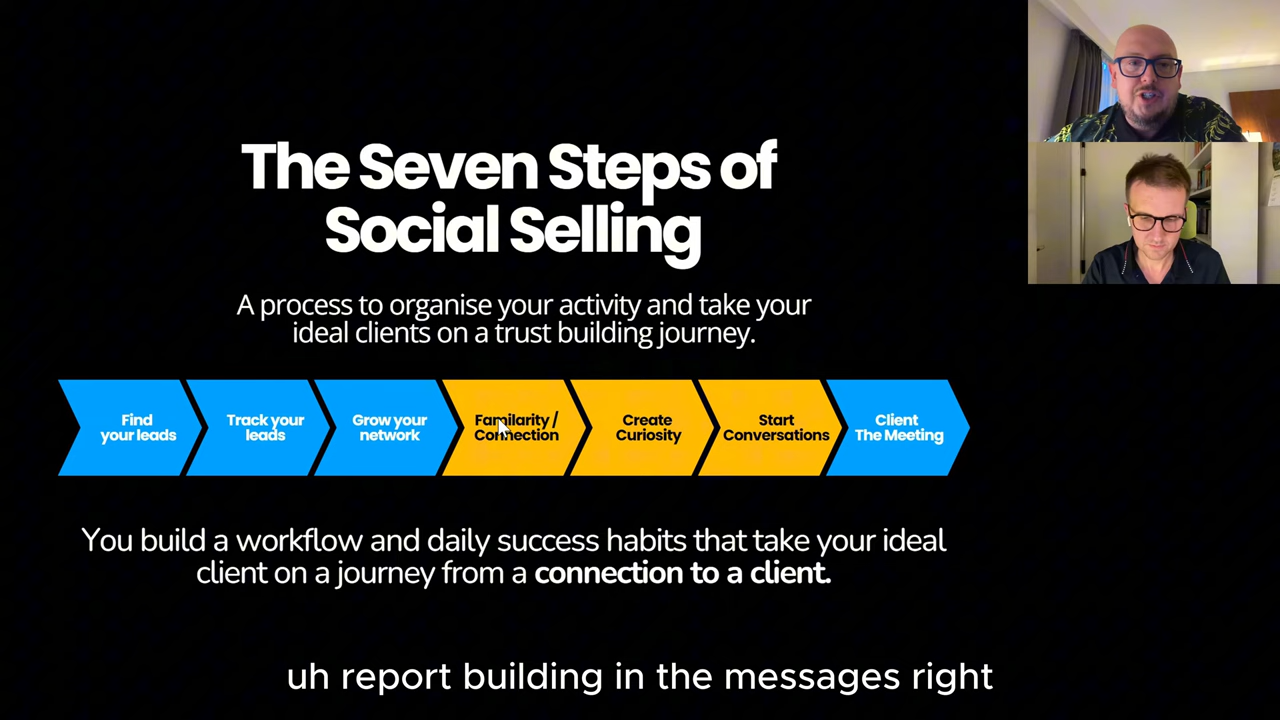 The Seven Steps of
Social Selling
A process to organise your activity and take your
ideal clients on a trust building journey.
Find
your leads
Track your
leads
Grow your
network
Familarity /
Connection
Create
Curiosity
Start
Conversations
Client
The Meeting
You build a workflow and daily success habits that take your ideal
client on a journey from a connection to a client.
uh report building in the messages right